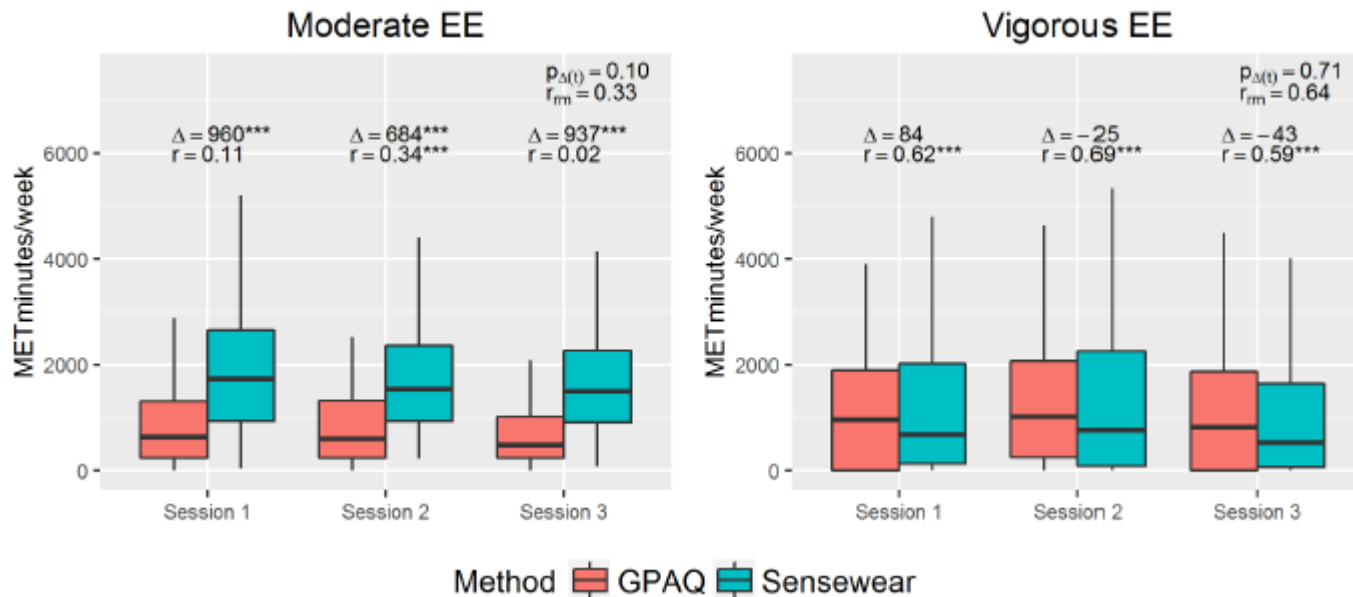 Moderate EE
Vigorous EE
pΔ(t) = 0.10
rrm = 0.33
Δ = 960***
r = 0.11
Δ = 684***
r = 0.34***
Δ = 937***
r = 0.02
METminutes/week
6000
4000
2000
0
Session 1
Session 2
Session 3
pΔ(t) = 0.71
rrm = 0.64
Δ = 84
r = 0.62***
Δ = −25
r = 0.69***
Δ = −43
r = 0.59***
METminutes/week
6000
4000
2000
0
Session 1
Session 2
Session 3
Method GPAQ Sensewear